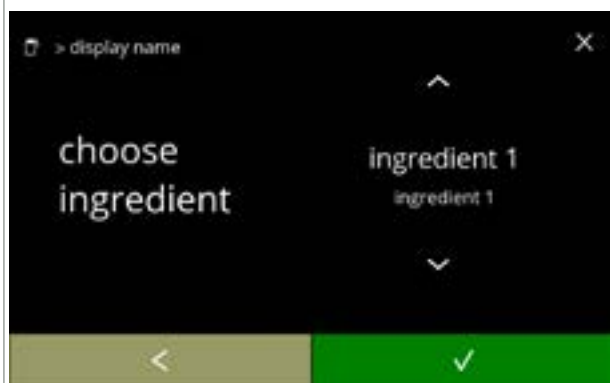 > display name
choose
ingredient
ingredient 1
ingredient 1